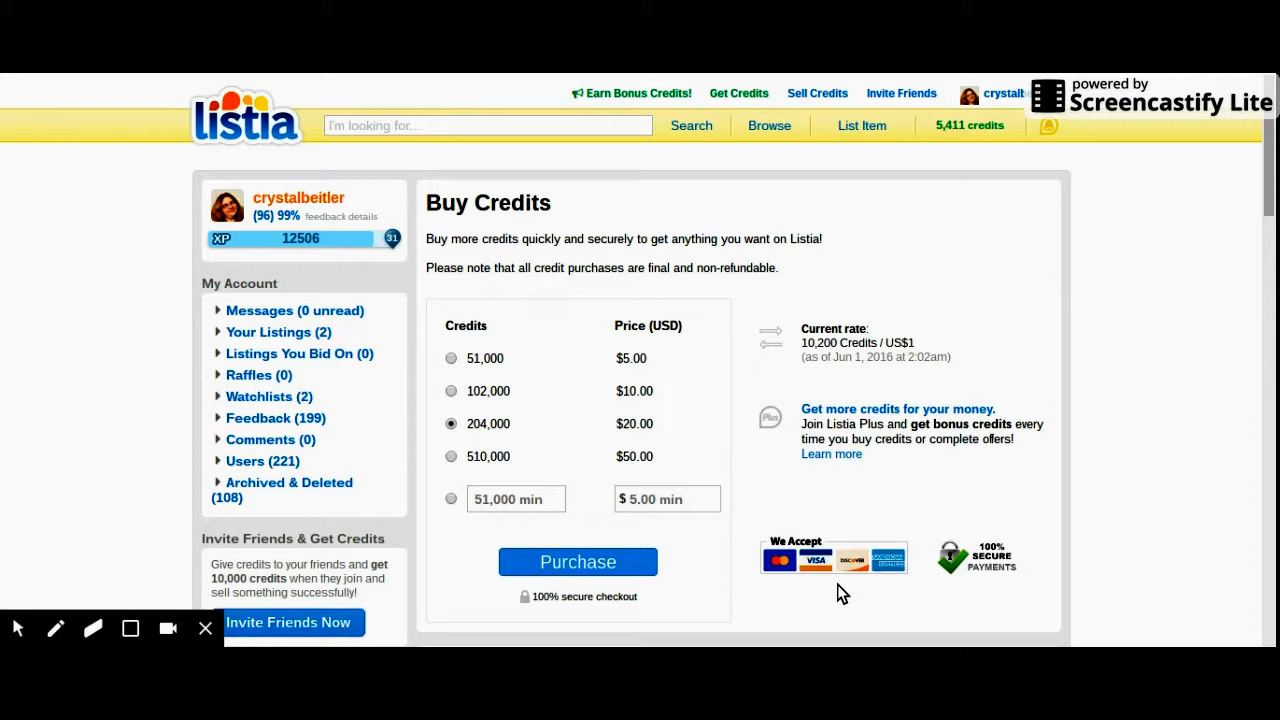 powered by
Screencastify Lite
Earn Bonus Credits! Get Credits Sell Credits Invite Friends
listia
I'm looking for... Search Browse List Item 5,411 credits
crystalbeitler
(96) 99% feedback details
XP 12506 31
My Account
Messages (0 unread)
Your Listings (2)
Listings You Bid On (0)
Raffles (0)
Watchlists (2)
Feedback (199)
Comments (0)
Users (221)
Archived & Deleted
(108)
Invite Friends & Get Credits
Give credits to your friends and get
10,000 credits when they join and
sell something successfully!
Invite Friends Now
Buy Credits
Buy more credits quickly and securely to get anything you want on Listia!
Please note that all credit purchases are final and non-refundable.
Credits Price (USD)
51,000 $5.00
102,000 $10.00
204,000 $20.00
510,000 $50.00
51,000 min $ 5.00 min
Purchase
100% secure checkout
Current rate:
10,200 Credits / US$1
(as of Jun 1, 2016 at 2:02am)
Plus
Get more credits for your money.
Join Listia Plus and get bonus credits every
time you buy credits or complete offers!
Learn more
We Accept
VISA DISCOVER
100%
SECURE
PAYMENTS